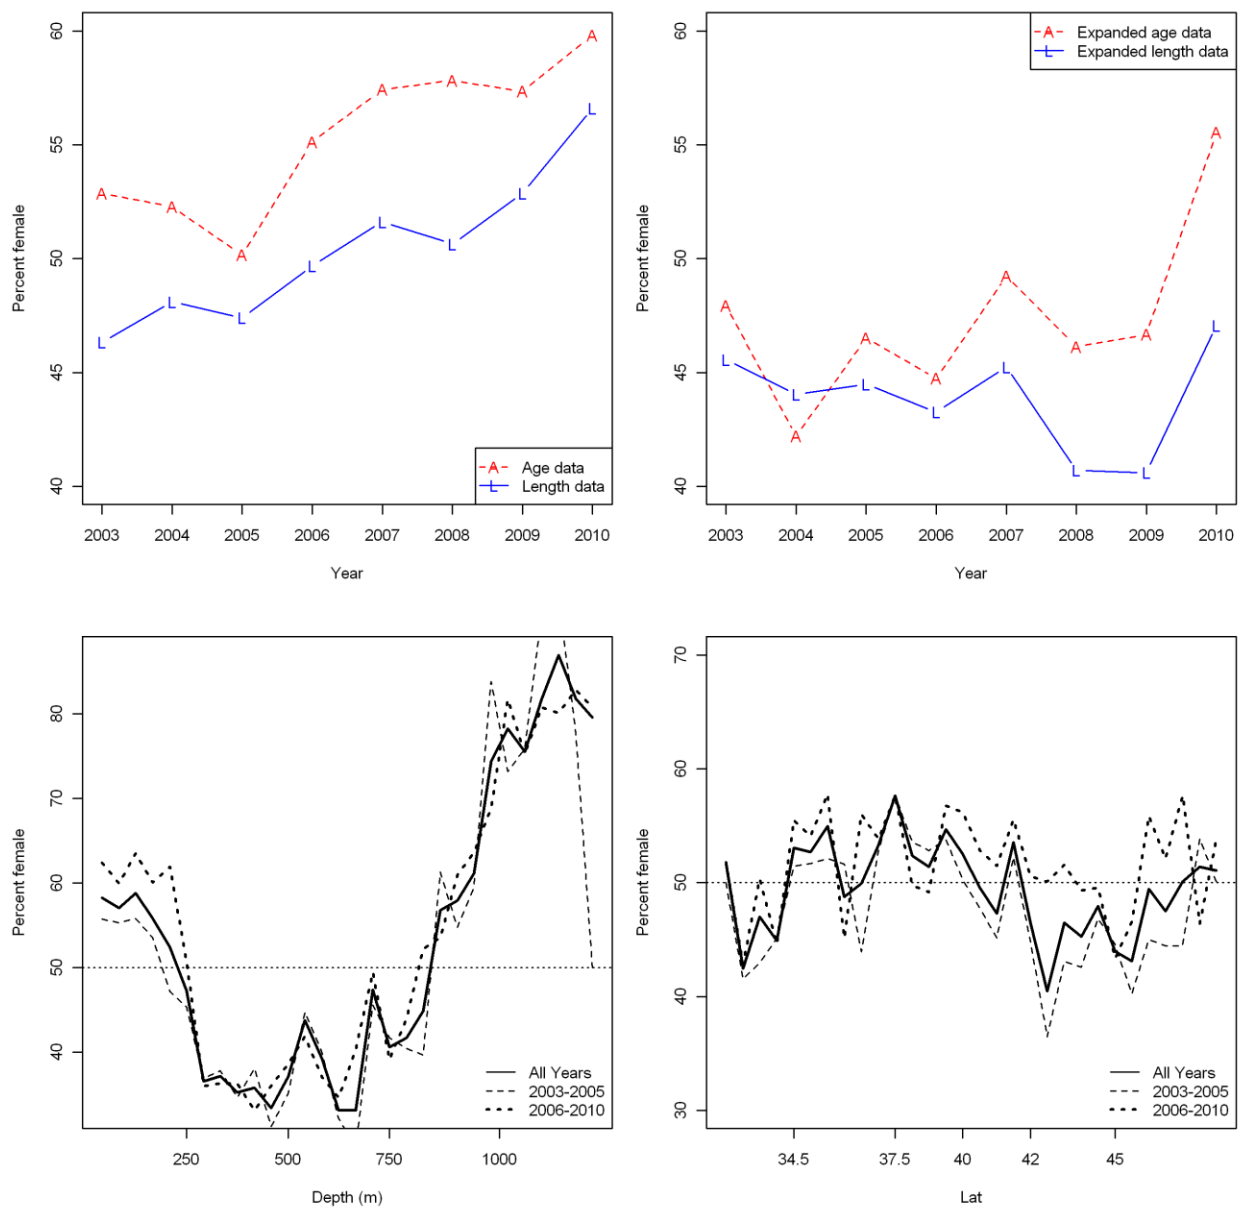 Percent female
60
55
50
45
40
A A A A A A A A
L L L L L L L L
A Age data
L Length data
2003 2004 2005 2006 2007 2008 2009 2010
Year
Percent female
60
55
50
45
40
A Expanded age data
L Expanded length data
A A A A A A A A
L L L L L L L L
2003 2004 2005 2006 2007 2008 2009 2010
Year
Percent female
80
70
60
50
40
All Years
2003-2005
2006-2010
250 500 750 1000
Depth (m)
Percent female
70
60
50
40
30
All Years
2003-2005
2006-2010
34.5 37.5 40 42 45
Lat